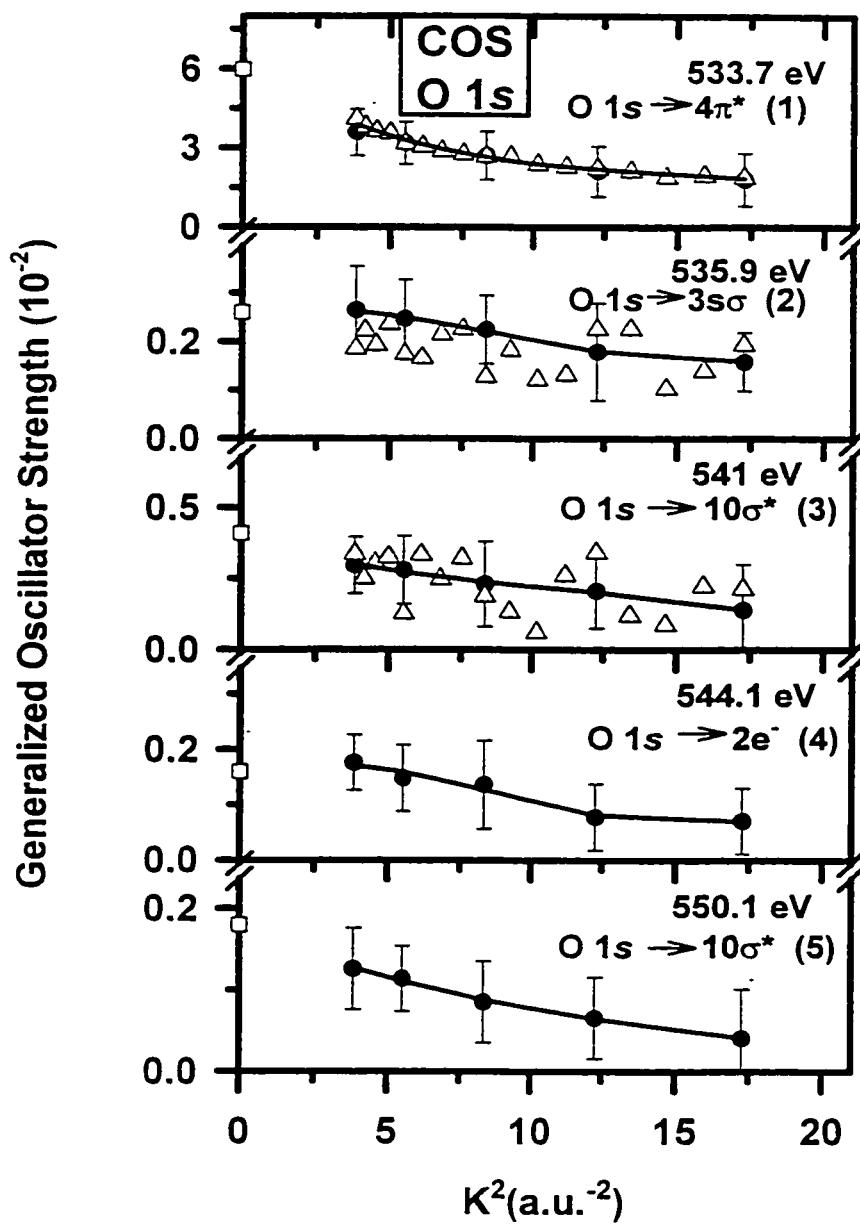 COS
O 1s
533.7 eV
O 1s → 4π* (1)
6
3
0
535.9 eV
O 1s → 3sσ (2)
0.2
0.0
541 eV
O 1s → 10σ* (3)
0.5
0.0
544.1 eV
O 1s → 2e⁻ (4)
0.2
0.0
550.1 eV
O 1s → 10σ* (5)
0.2
0.0
0 5 10 15 20
K²(a.u.⁻²)
Generalized Oscillator Strength (10⁻²)